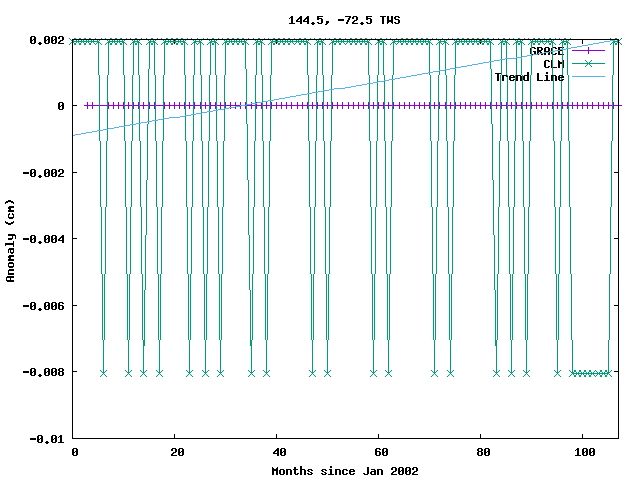 144.5, -72.5 TWS
0.002
0
-0.002
-0.004
-0.006
-0.008
-0.01
Anomaly (cm)
GRACE
CLM
Trend Line
0 20 40 60 80 100
Months since Jan 2002